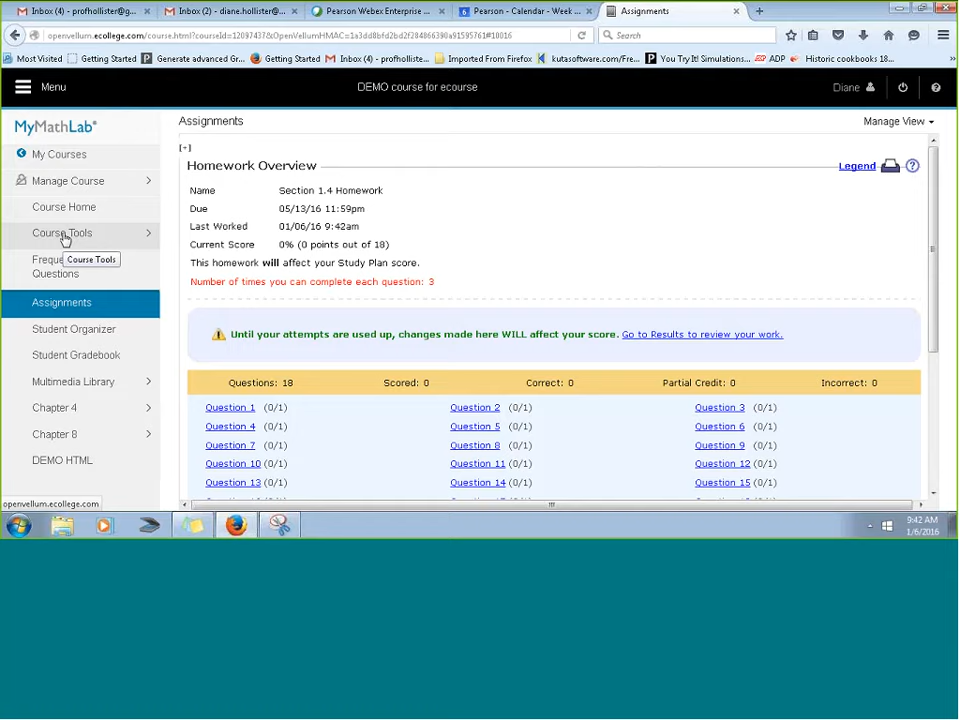 Inbox (4) - profhollister@g...
Inbox (2) - diane.hollister@...
Pearson Webex Enterprise ...
Pearson - Calendar - Week ...
Assignments
Search
Most Visited
Getting Started
Generate advanced Gr...
Getting Started
Inbox (4) - profholliste...
Imported From Firefox
kutasoftware.com/Fre...
You Try It! Simulatio...
ADP
Historic cookbooks 18...
Menu
DEMO course for ecourse
Diane
MyMathLab®
My Courses
Manage Course
Course Home
Course Tools
Freque
Course Tools
Questions
Assignments
Student Organizer
Student Gradebook
Multimedia Library
Chapter 4
Chapter 8
DEMO HTML
openvellum.ecollege.com
Assignments
Manage View
[+]
Homework Overview
Legend
Name Section 1.4 Homework
Due 05/13/16 11:59pm
Last Worked 01/06/16 9:42am
Current Score 0% (0 points out of 18)
This homework will affect your Study Plan score.
Number of times you can complete each question: 3
Until your attempts are used up, changes made here WILL affect your score. Go to Results to review your work.
Questions: 18 Scored: 0 Correct: 0 Partial Credit: 0 Incorrect: 0
Question 1 (0/1) Question 2 (0/1) Question 3 (0/1)
Question 4 (0/1) Question 5 (0/1) Question 6 (0/1)
Question 7 (0/1) Question 8 (0/1) Question 9 (0/1)
Question 10 (0/1) Question 11 (0/1) Question 12 (0/1)
Question 13 (0/1) Question 14 (0/1) Question 15 (0/1)
9:42 AM
1/6/2016